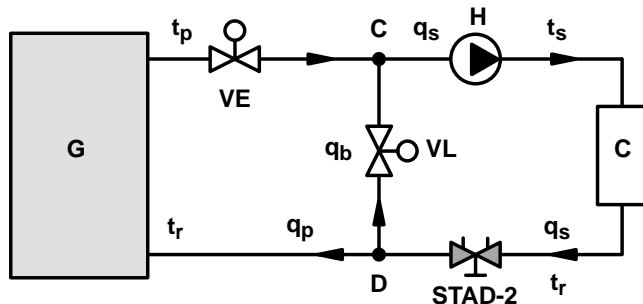 tp C qs H ts
VE
G qb VL C
tr qp qs
D tr
STAD-2